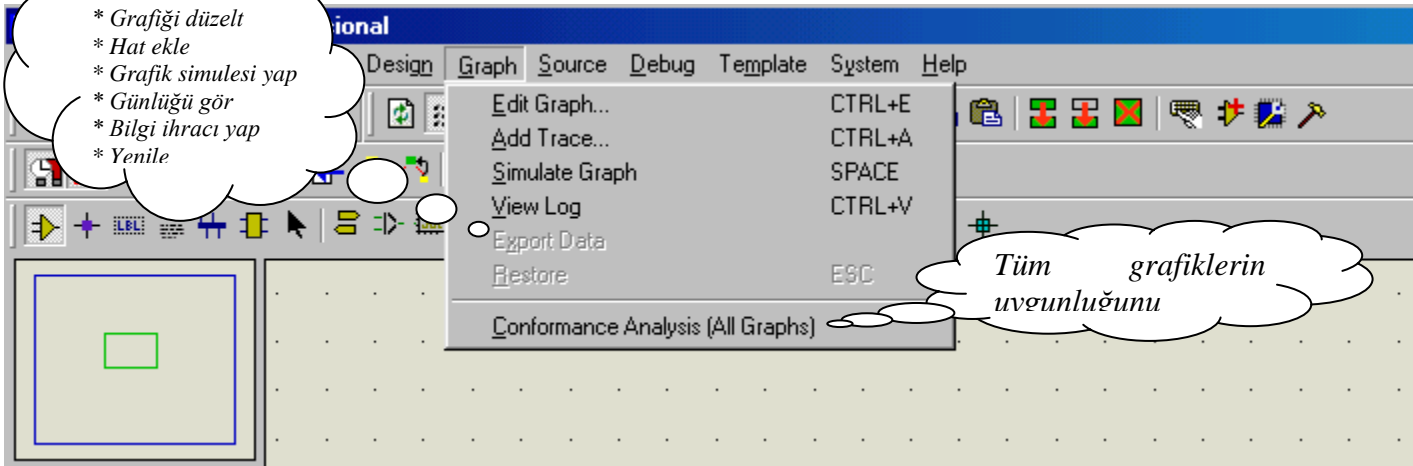 * Grafiği düzelt
* Hat ekle
* Grafik simulesi yap
* Günlüğü gör
* Bilgi ihracı yap
* Yenile
Design Graph Source Debug Template System Help
Edit Graph... CTRL+E
Add Trace... CTRL+A
Simulate Graph SPACE
View Log CTRL+V
Export Data
Restore ESC
Conformance Analysis (All Graphs)
Tüm grafiklerin
uygunluğunu
LBL